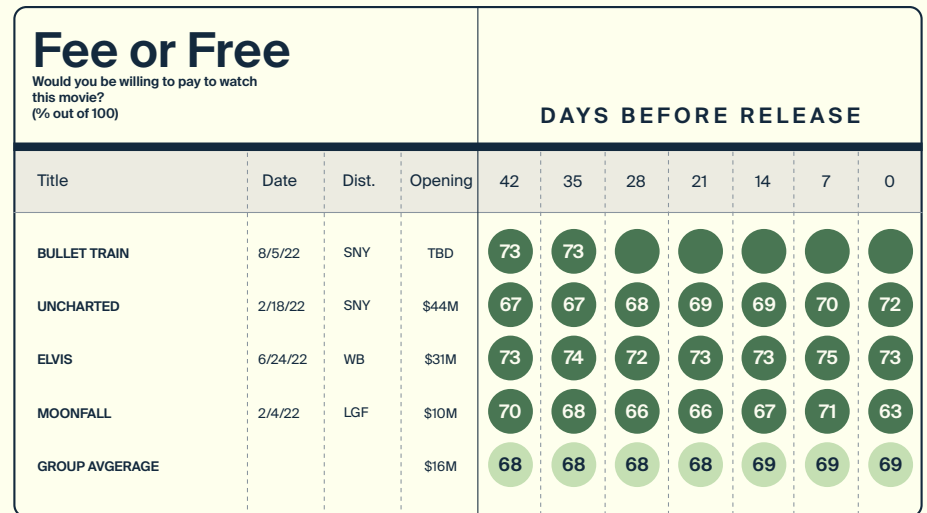 Fee or Free
Would you be willing to pay to watch
this movie?
(% out of 100)
DAYS BEFORE RELEASE
Title Date Dist. Opening 42 35 28 21 14 7 0
BULLET TRAIN 8/5/22 SNY TBD 73 73
UNCHARTED 2/18/22 SNY $44M 67 67 68 69 69 70 72
ELVIS 6/24/22 WB $31M 73 74 72 73 73 75 73
MOONFALL 2/4/22 LGF $10M 70 68 66 66 67 71 63
GROUP AVGERAGE $16M 68 68 68 68 69 69 69